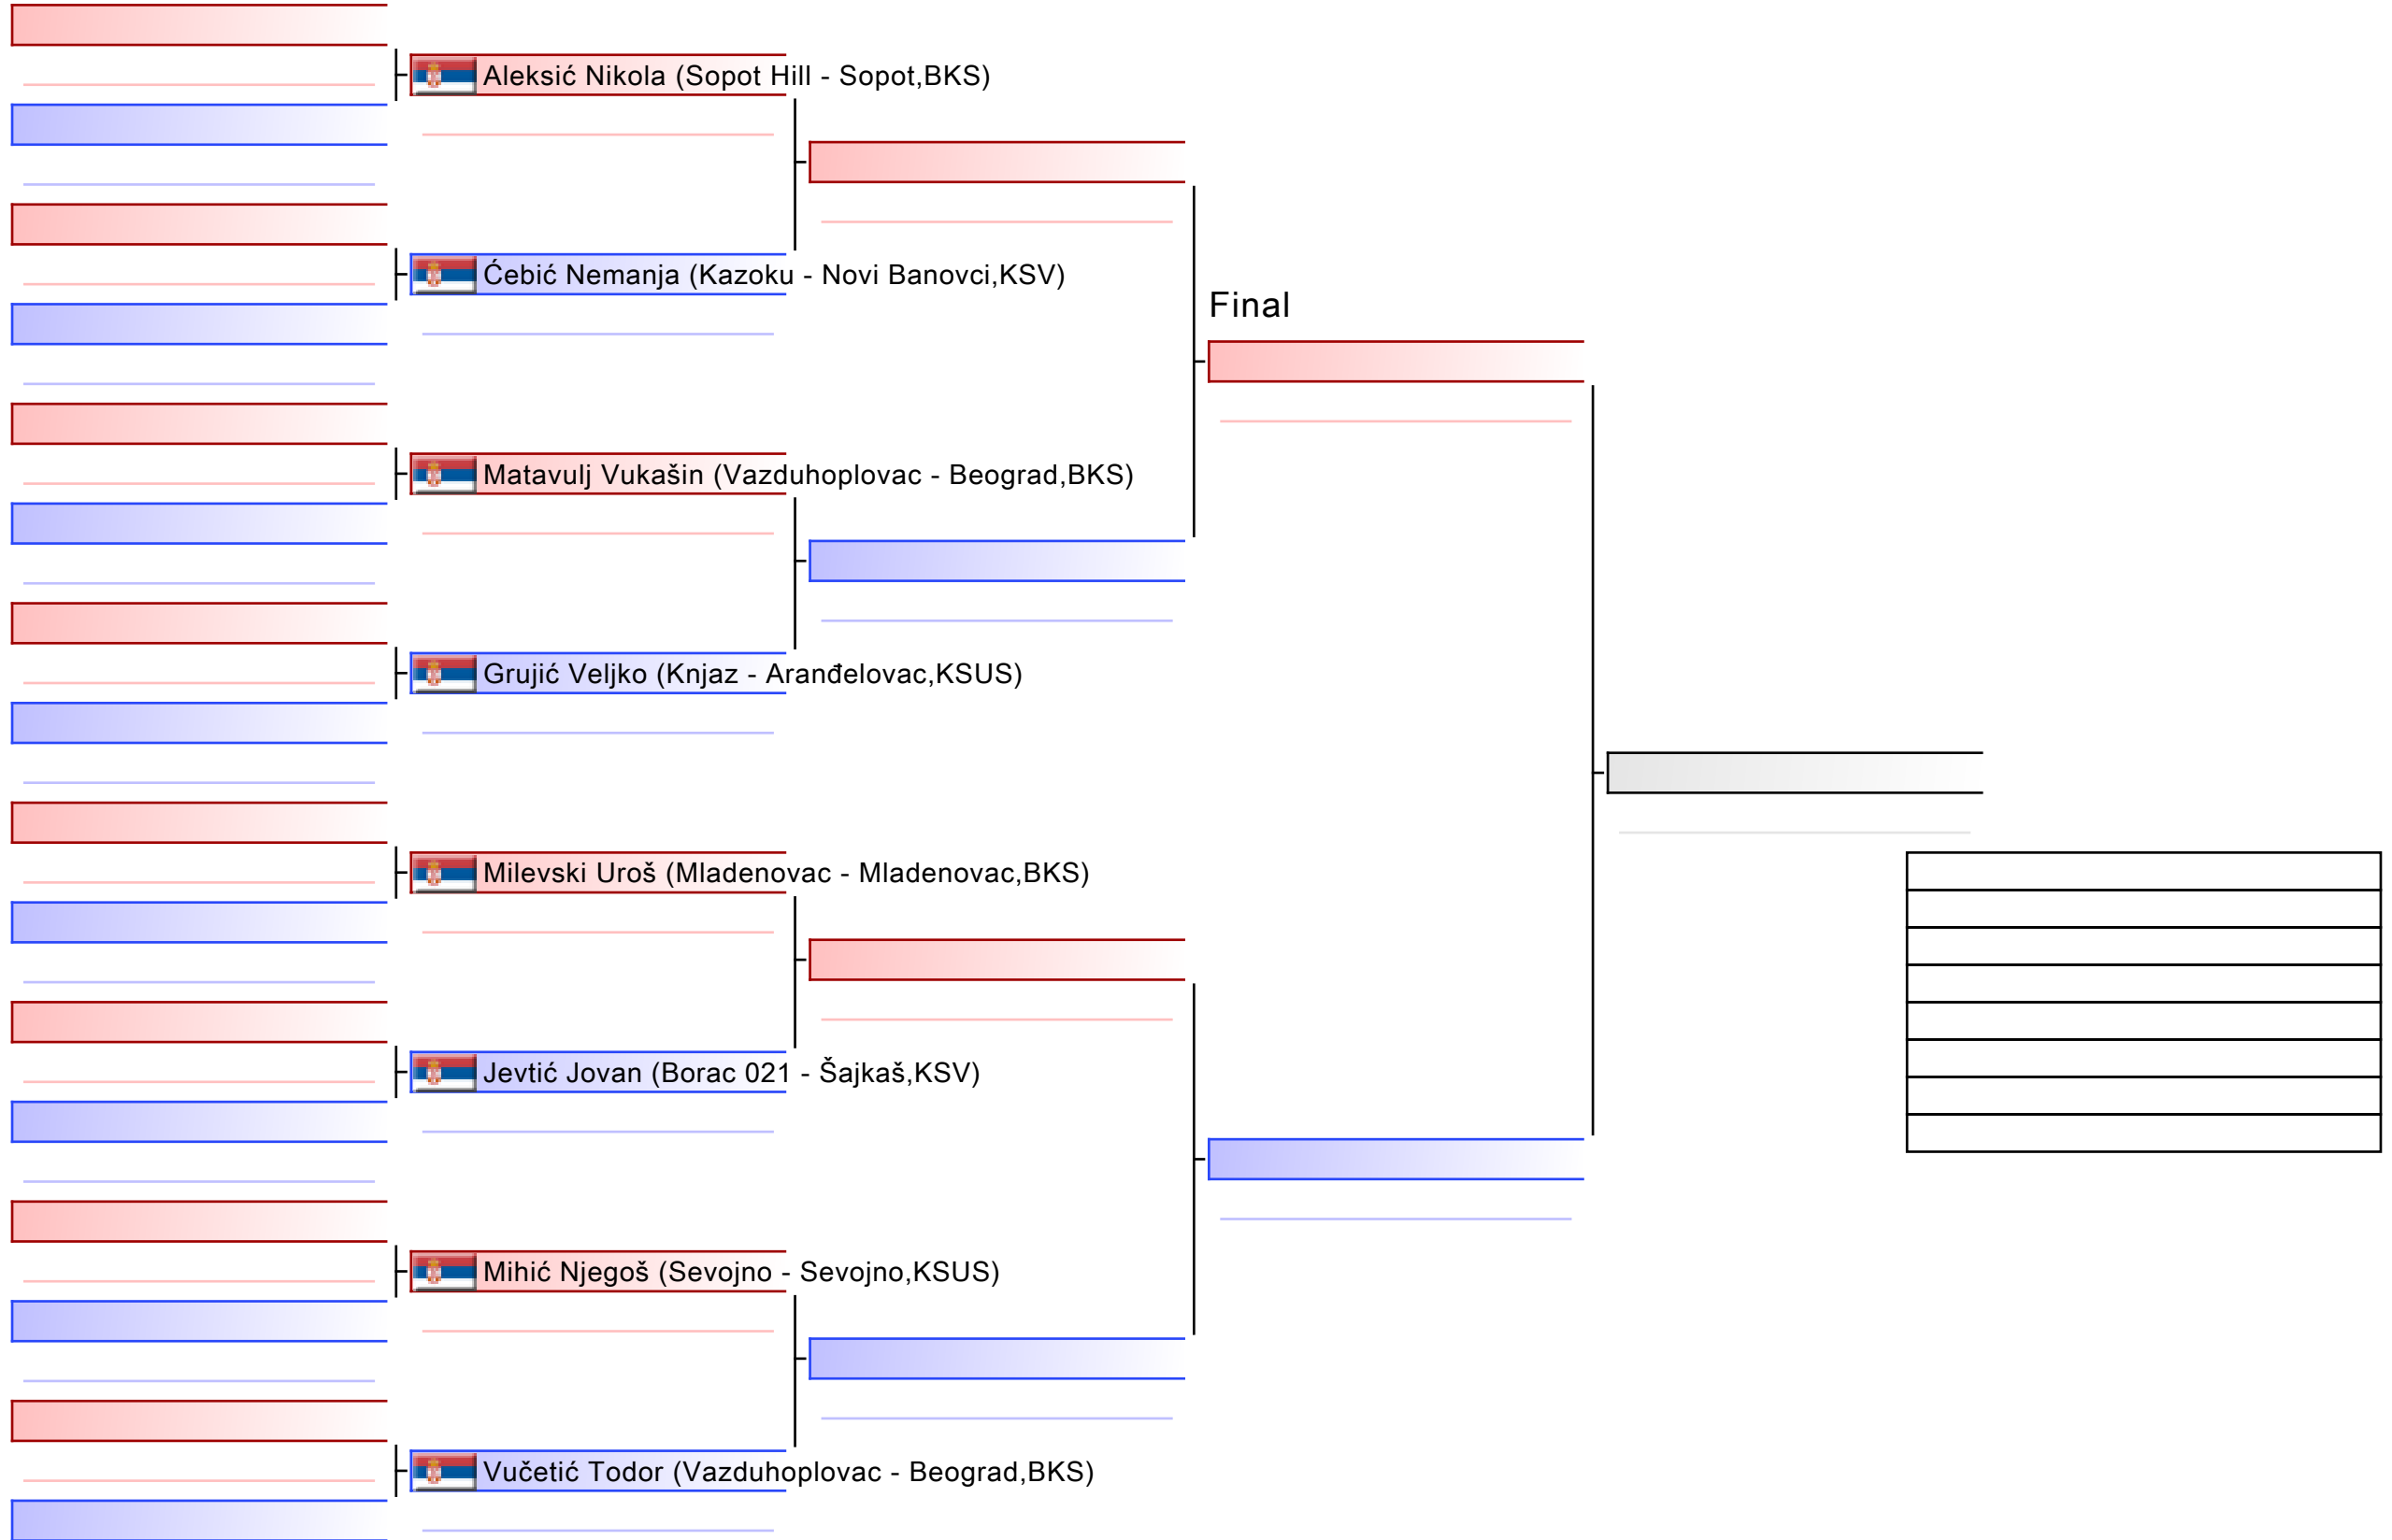 Aleksić Nikola (Sopot Hill - Sopot,BKS)
Ćebić Nemanja (Kazoku - Novi Banovci,KSV)
Final
Matavulj Vukašin (Vazduhoplovac - Beograd,BKS)
Grujić Veljko (Knjaz - Aranđelovac,KSUS)
Milevski Uroš (Mladenovac - Mladenovac,BKS)
Jevtić Jovan (Borac 021 - Šajkaš,KSV)
Mihić Njegoš (Sevojno - Sevojno,KSUS)
Vučetić Todor (Vazduhoplovac - Beograd,BKS)